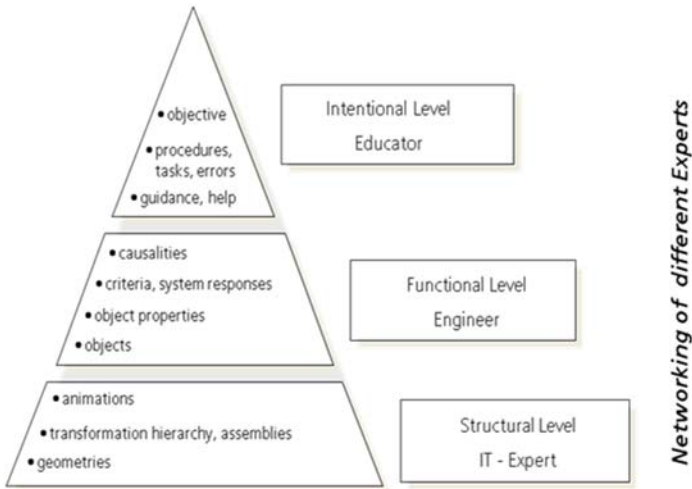 • objective
• procedures,
tasks, errors
• guidance, help
Intentional Level
Educator
• causalities
• criteria, system responses
• object properties
• objects
Functional Level
Engineer
• animations
• transformation hierarchy, assemblies
• geometries
Structural Level
IT - Expert
Networking of different Experts